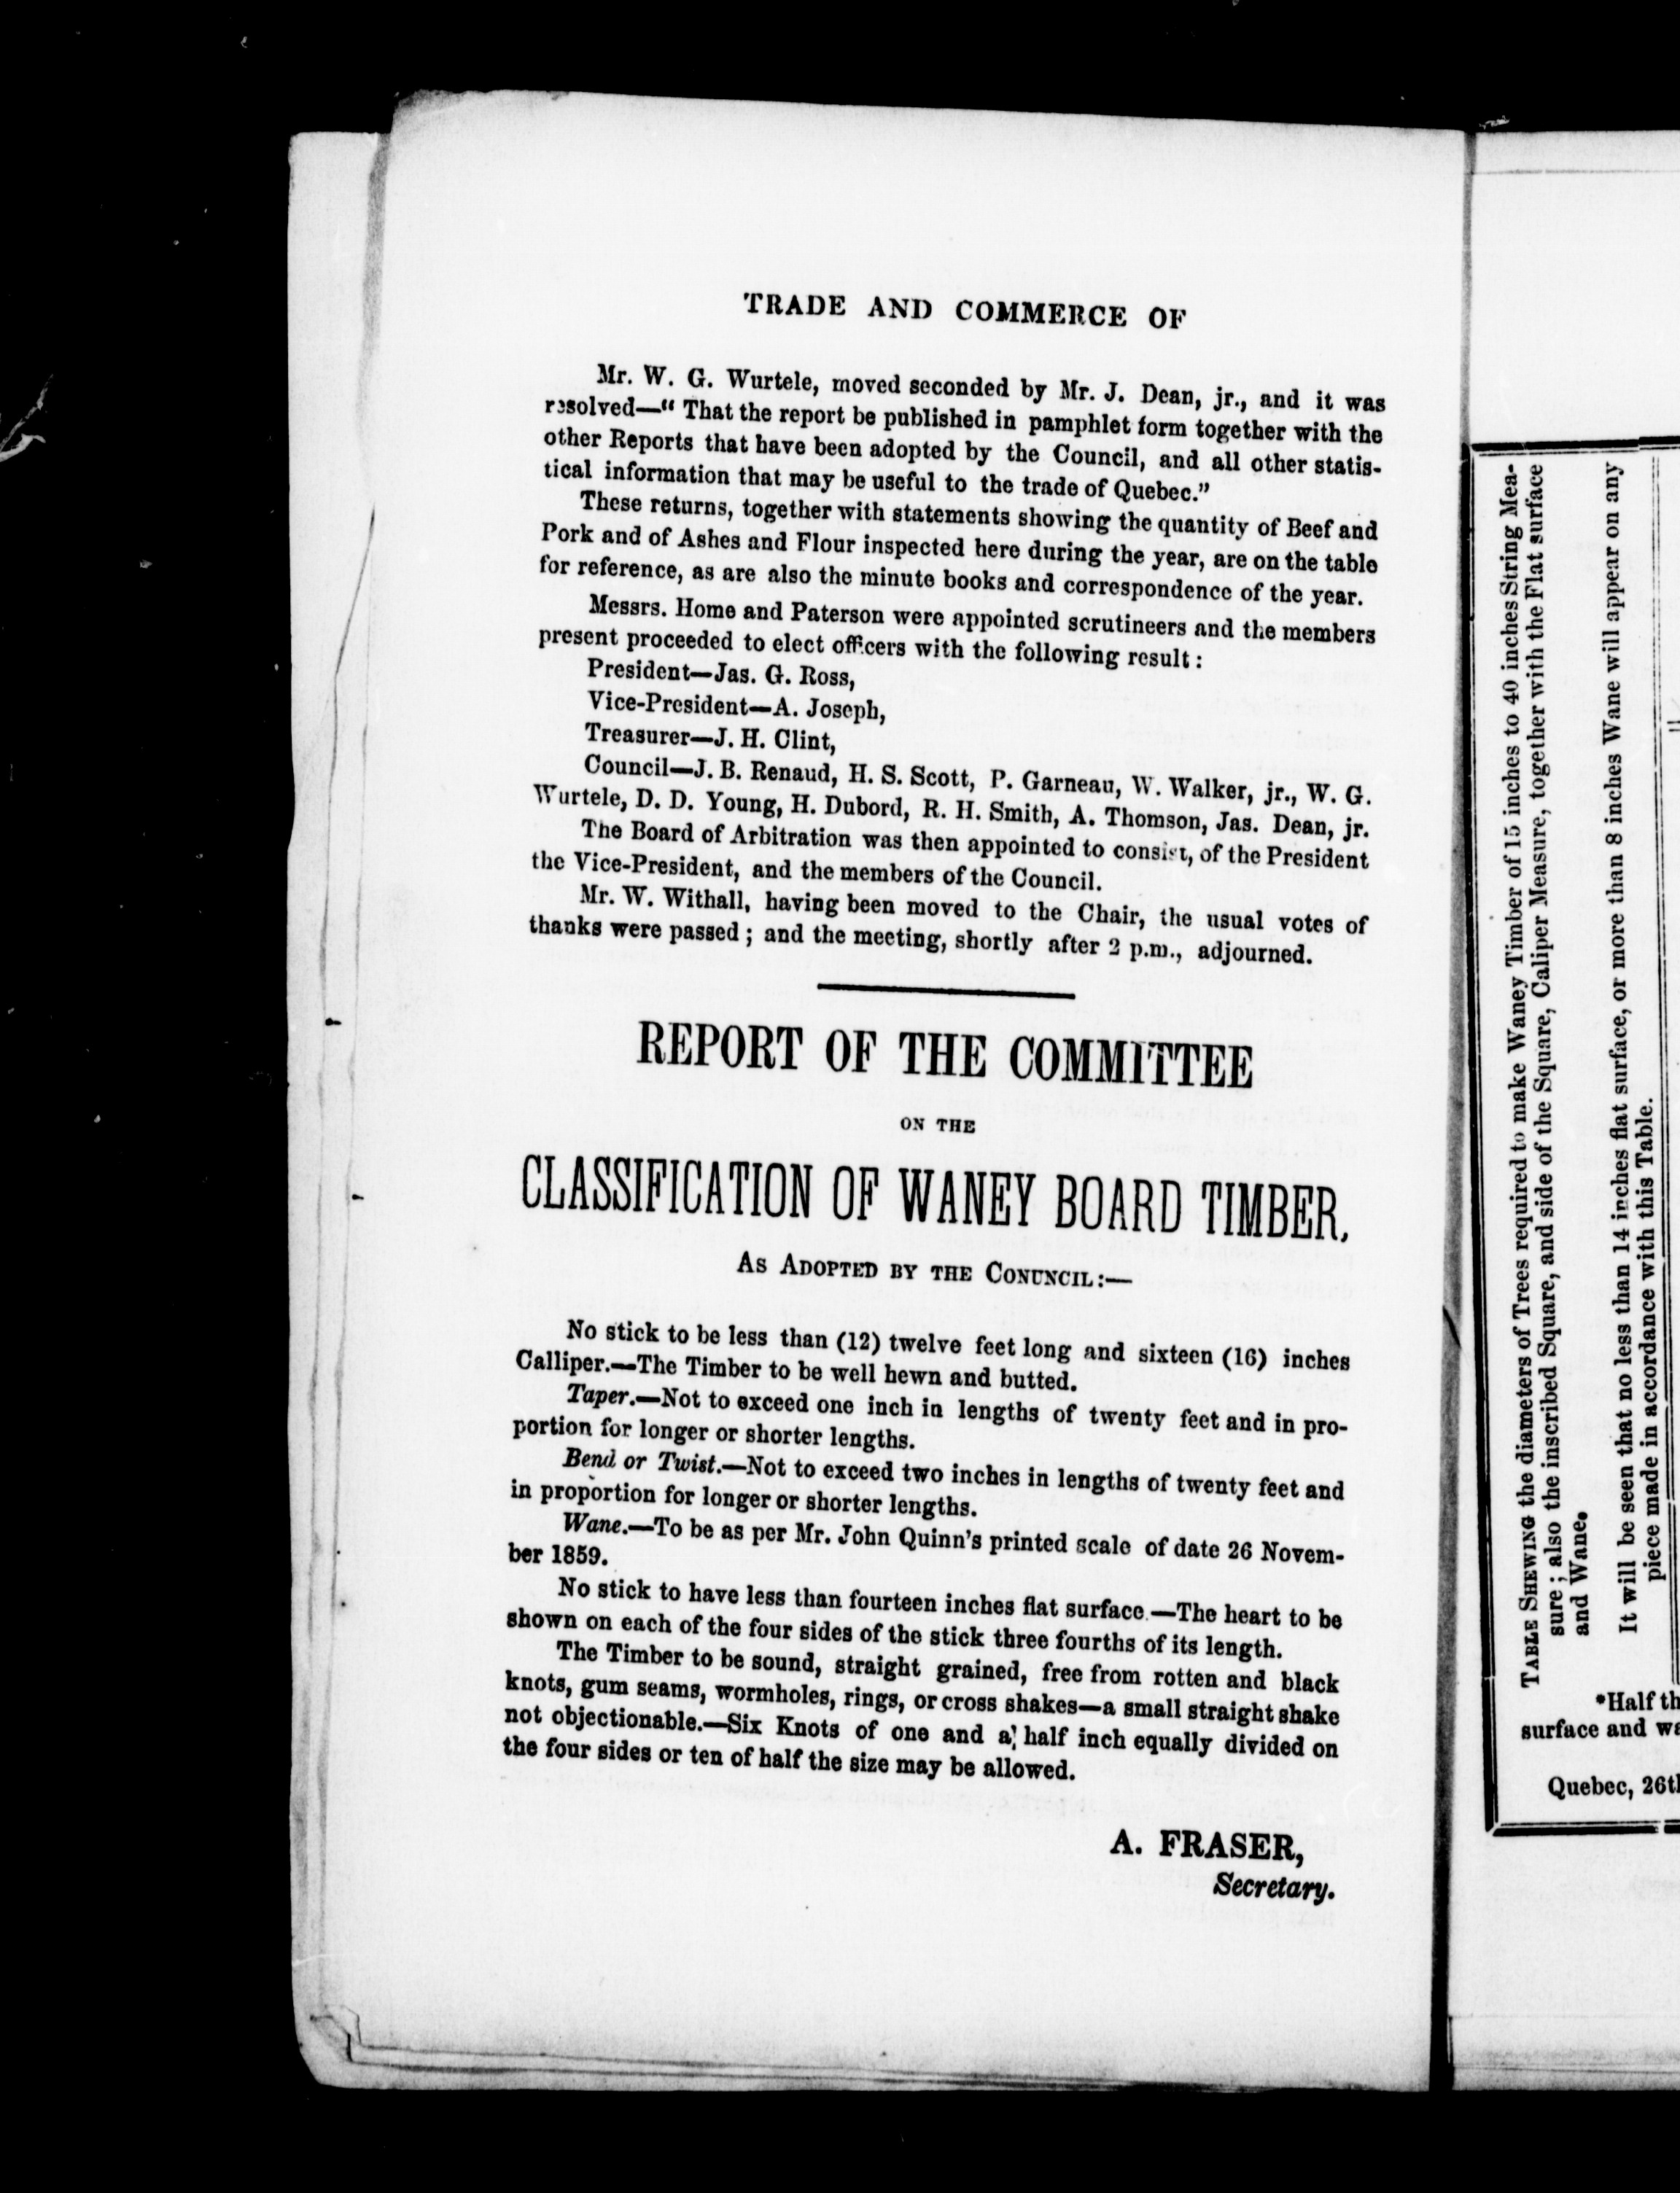 TRADE AND COMMERCE OF
Mr. W. G. Wurtele, moved seconded by Mr. J. Dean, jr., and it was
resolved—“ That the report be published in pamphlet form together with the
other Reports that have been adopted by the Council, and all other statis-
tical information that may be useful to the trade of Quebec.”
These returns, together with statements showing the quantity of Beef and
Pork and of Ashes and Flour inspected here during the year, are on the table
for reference, as are also the minute books and correspondence of the year.
Messrs. Home and Paterson were appointed scrutineers and the members
present proceeded to elect officers with the following result :
President—Jas. G. Ross,
Vice-President—A. Joseph,
Treasurer—J. H. Clint,
Council—J. B. Renaud, H. S. Scott, P. Garneau, W. Walker, jr., W. G.
Wurtele, D. D. Young, H. Dubord, R. H. Smith, A. Thomson, Jas. Dean, jr.
The Board of Arbitration was then appointed to consist, of the President
the Vice-President, and the members of the Council.
Mr. W. Withall, having been moved to the Chair, the usual votes of
thanks were passed ; and the meeting, shortly after 2 p.m., adjourned.
REPORT OF THE COMMITTEE
ON THE
CLASSIFICATION OF WANEY BOARD TIMBER,
As Adopted by the Conuncil :—
No stick to be less than (12) twelve feet long and sixteen (16) inches
Calliper.—The Timber to be well hewn and butted.
Taper.—Not to exceed one inch in lengths of twenty feet and in pro-
portion for longer or shorter lengths.
Bend or Twist.—Not to exceed two inches in lengths of twenty feet and
in proportion for longer or shorter lengths.
Wane.—To be as per Mr. John Quinn’s printed scale of date 26 Novem-
ber 1859.
No stick to have less than fourteen inches flat surface.—The heart to be
shown on each of the four sides of the stick three fourths of its length.
The Timber to be sound, straight grained, free from rotten and black
knots, gum seams, wormholes, rings, or cross shakes—a small straight shake
not objectionable.—Six Knots of one and a half inch equally divided on
the four sides or ten of half the size may be allowed.
A. FRASER,
Secretary.
Table Shewing the diameters of Trees required to make Waney Timber of 15 inches to 40 inches String Mea-
sure ; also the inscribed Square, and side of the Square, Caliper Measure, together with the Flat surface
and Wane.
It will be seen that no less than 14 inches flat surface, or more than 8 inches Wane will appear on any
piece made in accordance with this Table.
*Half th
surface and wa
Quebec, 26th